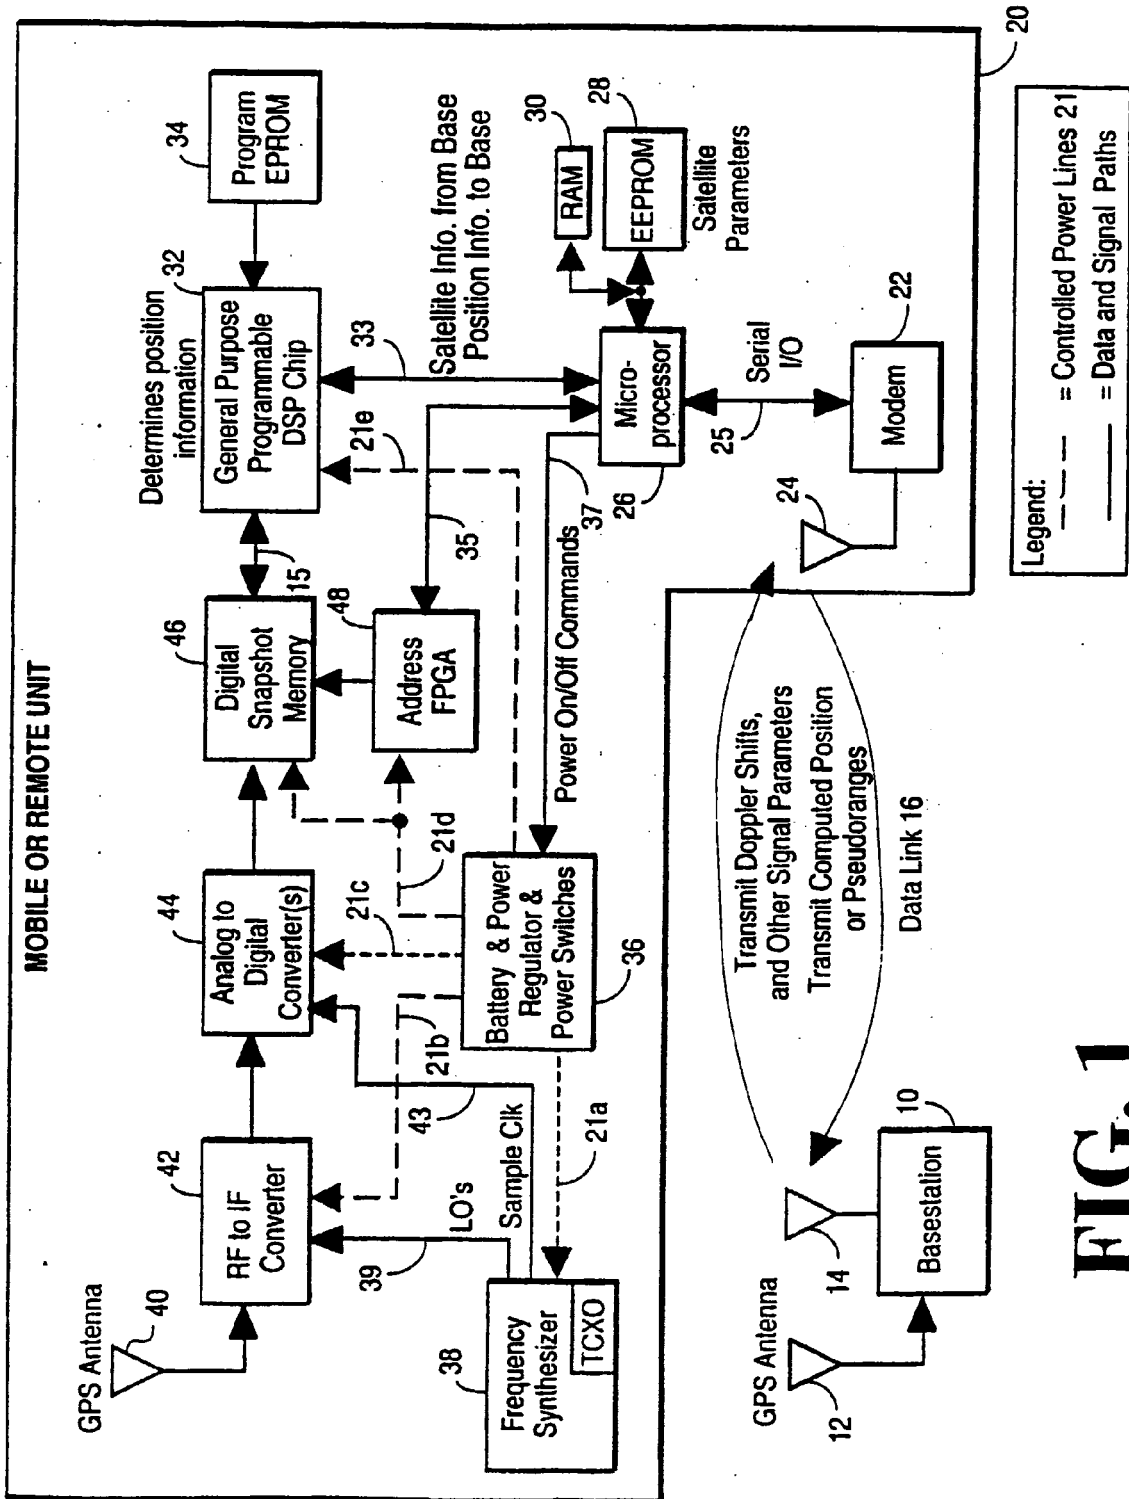 MOBILE OR REMOTE UNIT
GPS Antenna
40
RF to IF
Converter
42
Analog to
Digital
Converter(s)
44
Digital
Snapshot
Memory
46
15
Determines position
information
General Purpose
Programmable
DSP Chip
32
Program
EPROM
34
39
LO's
Sample Clk
43
21b
21c
21d
21e
Address
FPGA
48
35
33
Satellite Info. from Base
Position Info. to Base
Frequency
Synthesizer
TCXO
38
21a
Battery & Power
Regulator &
Power Switches
36
Power On/Off Commands
37
Micro-
processor
26
RAM
30
EEPROM
28
Satellite
Parameters
25
Serial
I/O
Modem
22
24
20
GPS Antenna
12
14
Basestation
10
Transmit Doppler Shifts,
and Other Signal Parameters
Transmit Computed Position
or Pseudoranges
Data Link 16
Legend:
= Controlled Power Lines 21
= Data and Signal Paths
FIG. 1